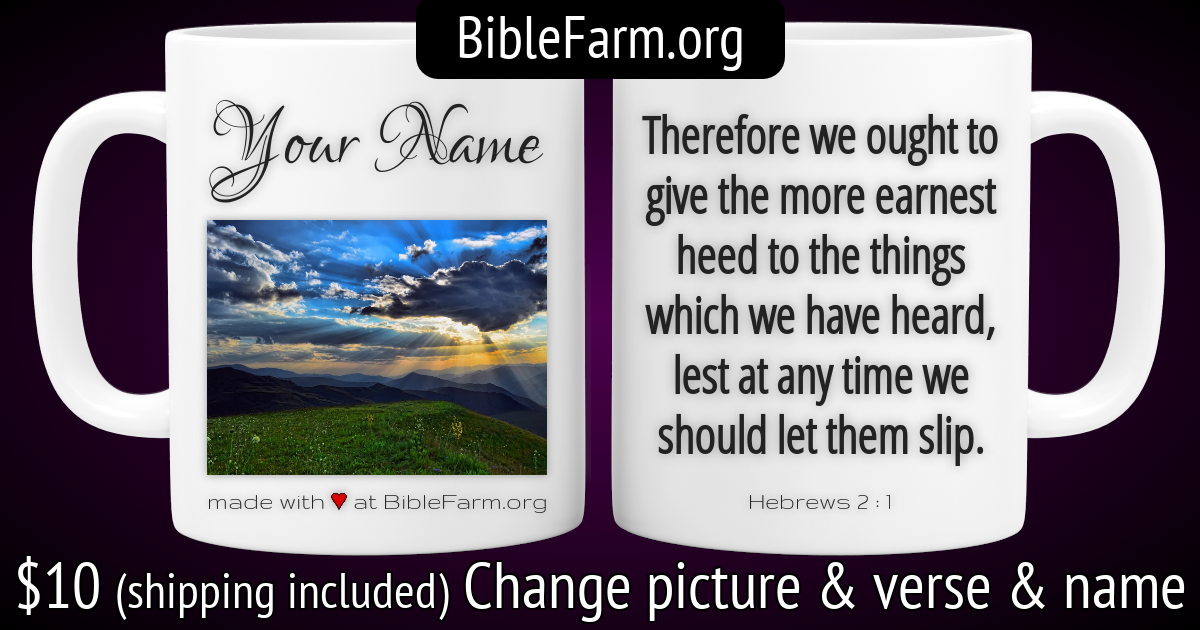 BibleFarm.org
Your Name
made with ♥ at BibleFarm.org
Therefore we ought to
give the more earnest
heed to the things
which we have heard,
lest at any time we
should let them slip.
Hebrews 2 : 1
$10 (shipping included) Change picture & verse & name